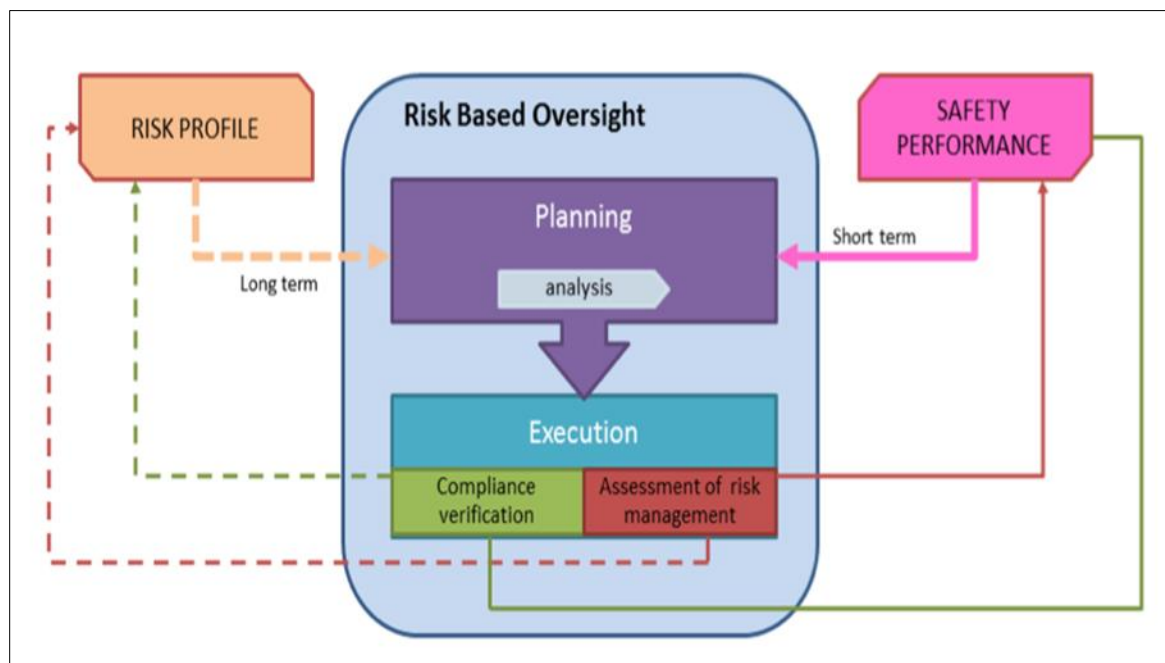 Risk Based Oversight
RISK PROFILE
SAFETY
PERFORMANCE
Planning
Short term
Long term
analysis
Execution
Compliance
verification
Assessment of risk
management